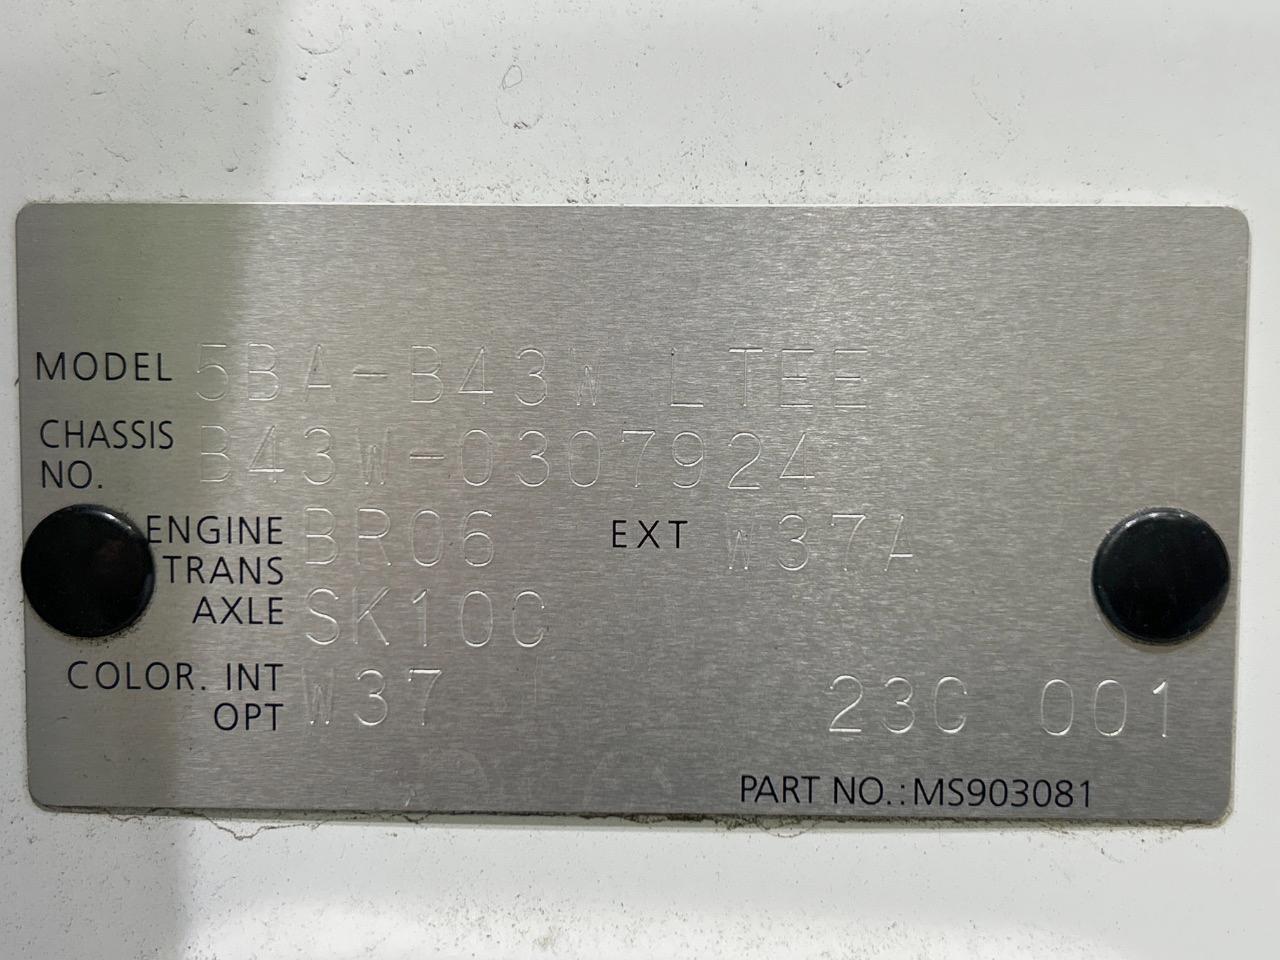 MODEL 5BA-B43W LTEE
CHASSIS NO. B43W-0307924
ENGINE BR06 EXT W37A
TRANS
AXLE SK10C
COLOR. INT W37
OPT 23C 001
PART NO.:MS903081